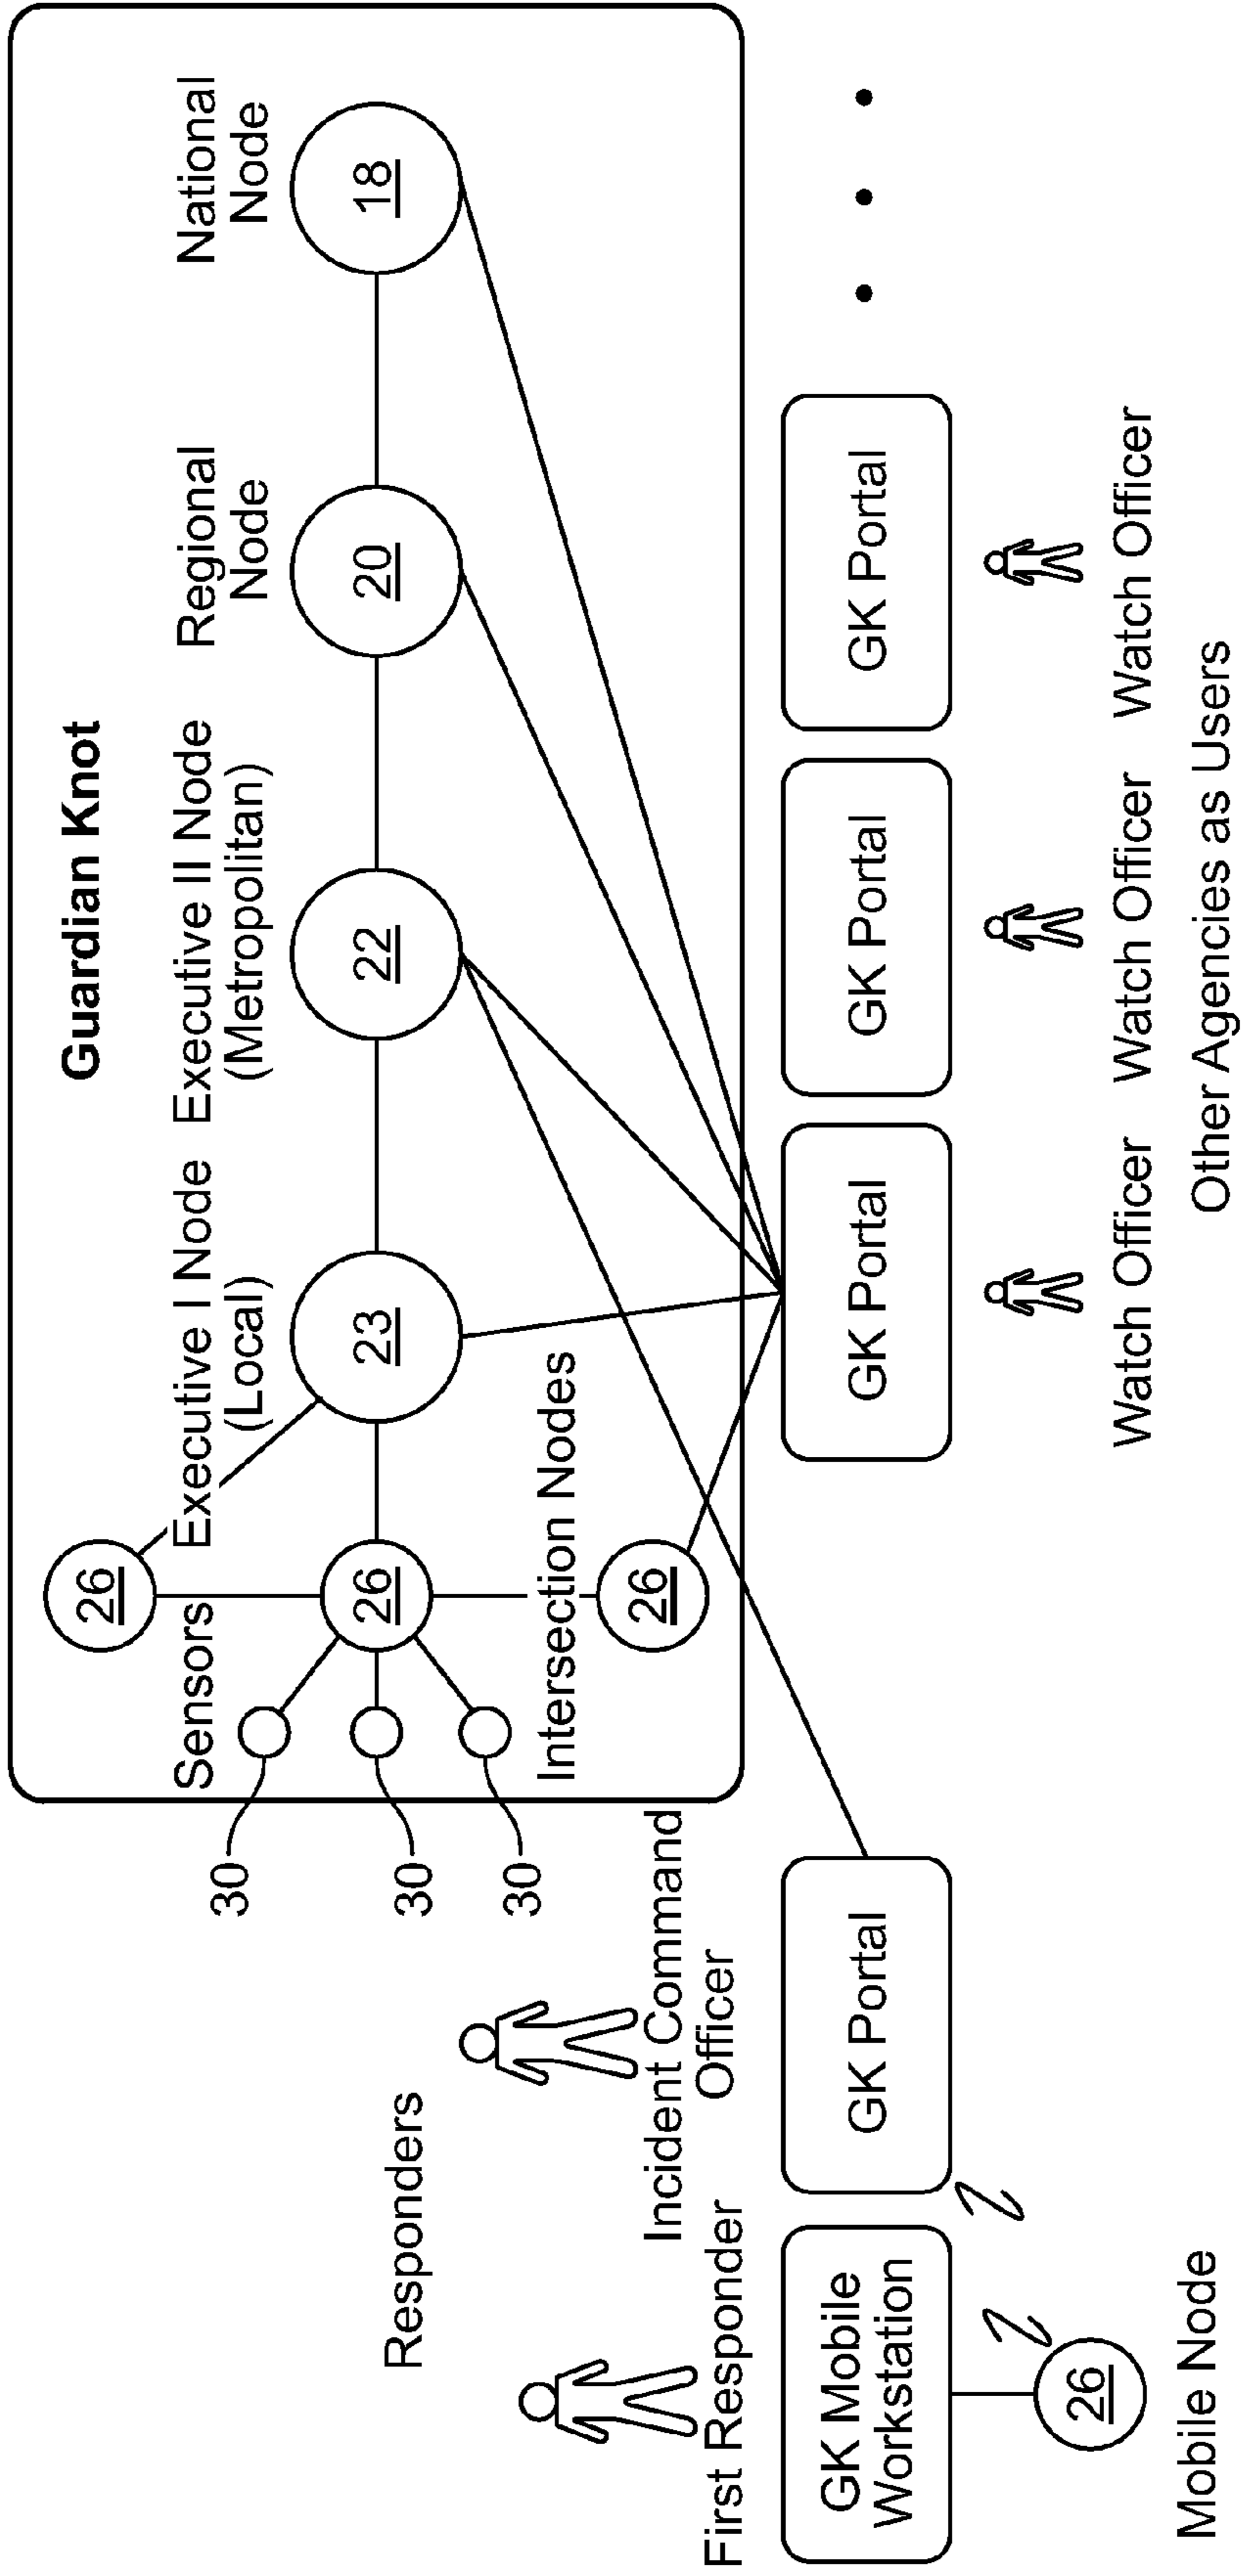 Guardian Knot
Sensors
Executive I Node
(Local)
Executive II Node
(Metropolitan)
Regional
Node
National
Node
26
26
26
23
22
20
18
30
30
30
Intersection Nodes
Responders
First Responder
Incident Command
Officer
GK Mobile
Workstation
GK Portal
GK Portal
GK Portal
GK Portal
26
Mobile Node
Watch Officer
Watch Officer
Watch Officer
Other Agencies as Users